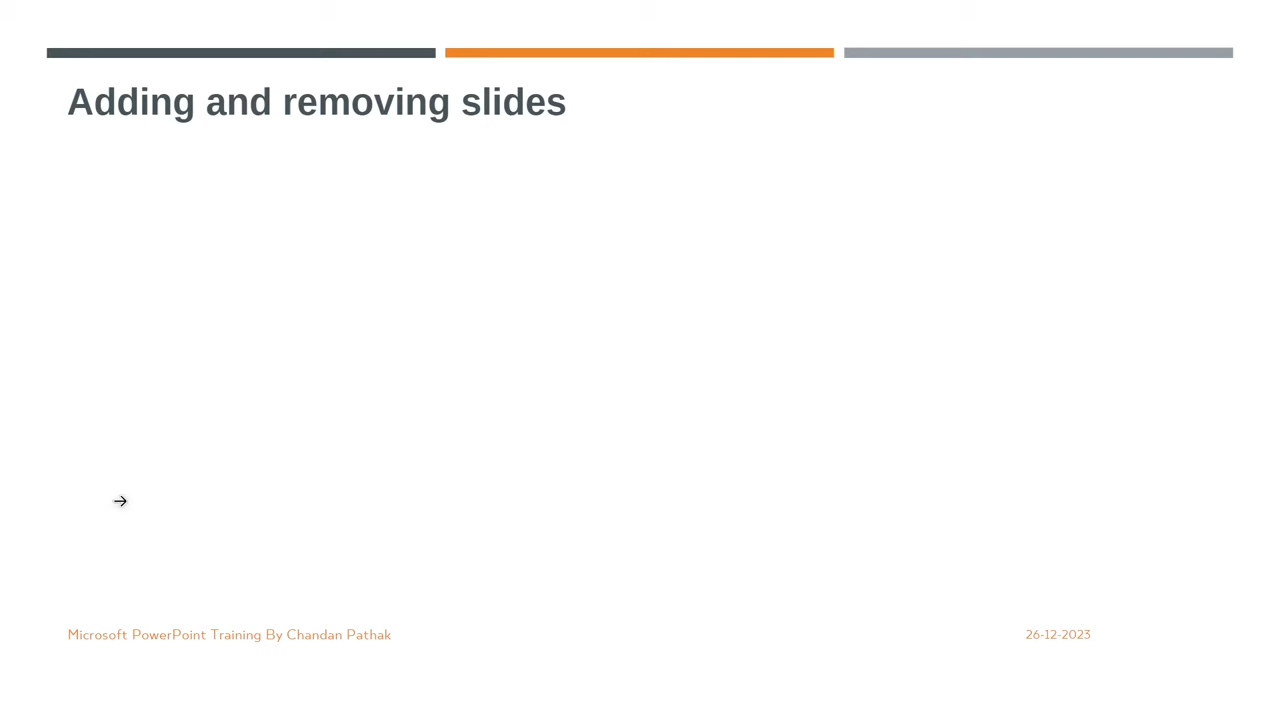 Adding and removing slides
→
Microsoft PowerPoint Training By Chandan Pathak
26-12-2023